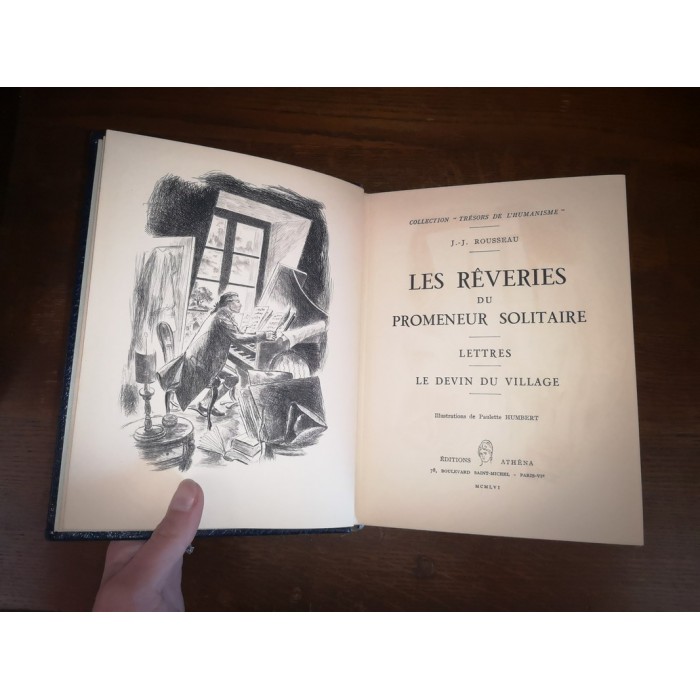 COLLECTION "TRÉSORS DE L'HUMANISME"
J.-J. ROUSSEAU
LES RÊVERIES
DU
PROMENEUR SOLITAIRE
LETTRES
LE DEVIN DU VILLAGE
Illustrations de Paulette HUMBERT
ÉDITIONS ATHÊNA
38, BOULEVARD SAINT-MICHEL - PARIS-VIᵉ
MCMLVI